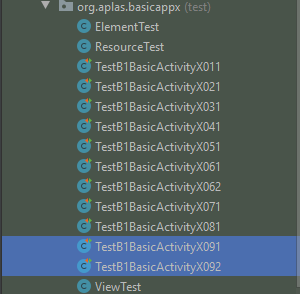 org.aplas.basicappx (test)
ElementTest
ResourceTest
TestB1BasicActivityX011
TestB1BasicActivityX021
TestB1BasicActivityX031
TestB1BasicActivityX041
TestB1BasicActivityX051
TestB1BasicActivityX061
TestB1BasicActivityX062
TestB1BasicActivityX071
TestB1BasicActivityX081
TestB1BasicActivityX091
TestB1BasicActivityX092
ViewTest